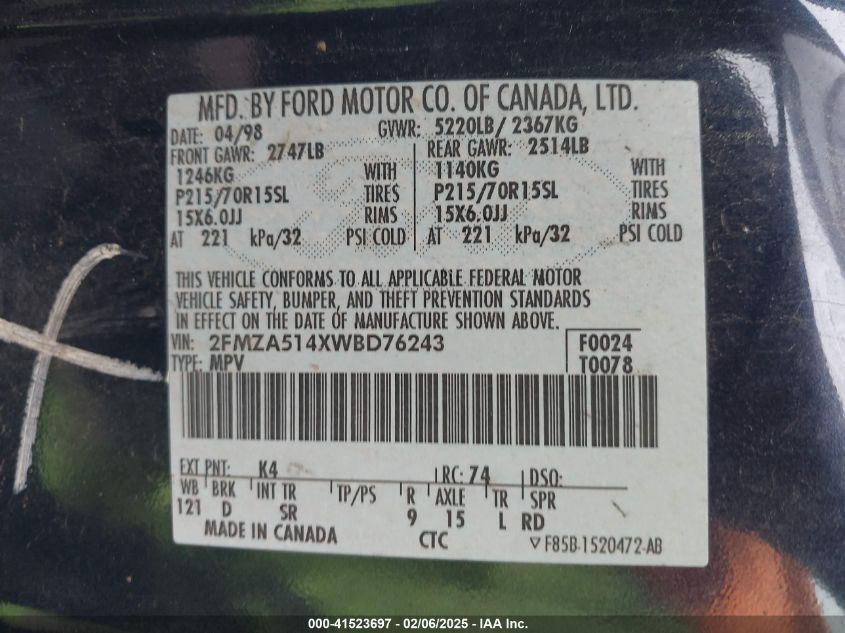 MFD. BY FORD MOTOR CO. OF CANADA, LTD.
DATE: 04/98 GVWR: 5220LB/ 2367KG
FRONT GAWR: 2747LB REAR GAWR: 2514LB
1246KG WITH 1140KG WITH
P215/70R15SL TIRES P215/70R15SL TIRES
15X6.0JJ RIMS 15X6.0JJ RIMS
AT 221 kPa/32 PSI COLD AT 221 kPa/32 PSI COLD
THIS VEHICLE CONFORMS TO ALL APPLICABLE FEDERAL MOTOR
VEHICLE SAFETY, BUMPER, AND THEFT PREVENTION STANDARDS
IN EFFECT ON THE DATE OF MANUFACTURE SHOWN ABOVE.
VIN: 2FMZA514XWBD76243 F0024
TYPE: MPV T0078
EXT PNT: K4 RC: 74 DSO:
WB BRK INT TR TP/PS R AXLE TR SPR
121 D SR 9 15 L RD
MADE IN CANADA CTC F85B-1520472-AB
000-41523697 - 02/06/2025 - IAA Inc.